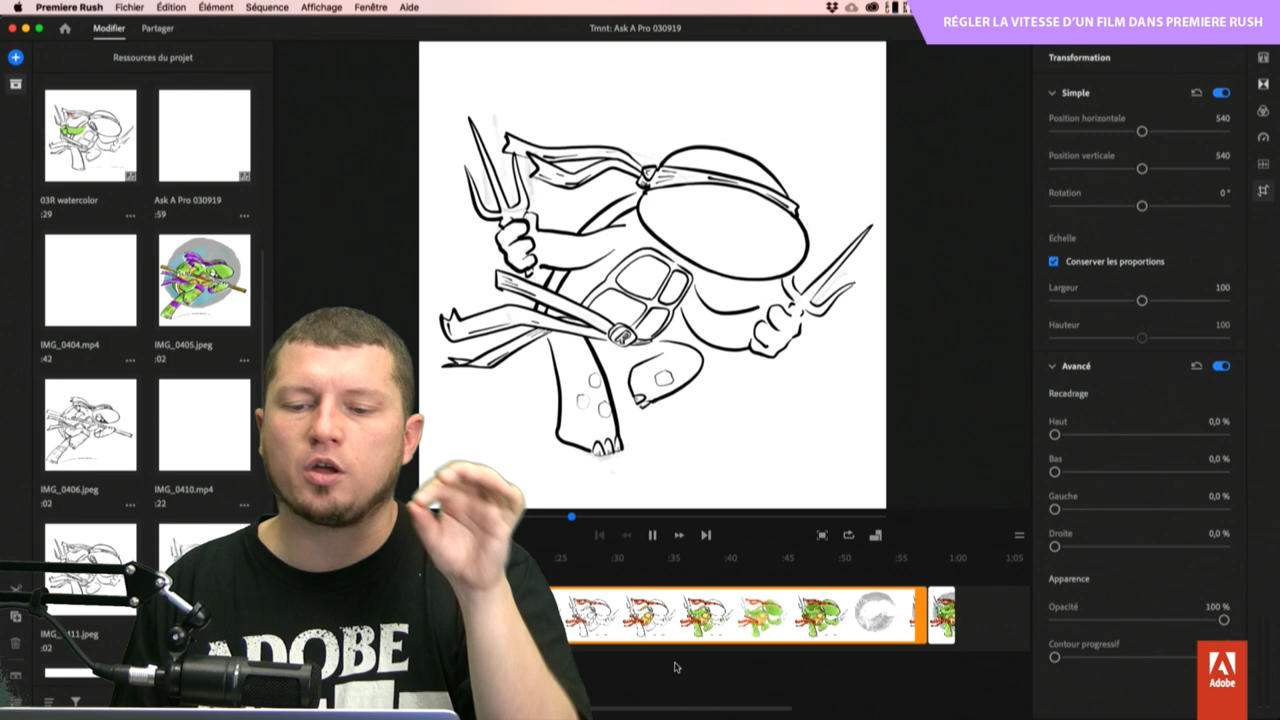 Premiere Rush Fichier Édition Élément Séquence Affichage Fenêtre Aide
RÉGLER LA VITESSE D'UN FILM DANS PREMIERE RUSH
Modifier Partager
Tmnt: Ask A Pro 030919
Ressources du projet
03R watercolor
:29
Ask A Pro 030919
:59
IMG_0404.mp4
:42
IMG_0405.jpeg
:02
IMG_0406.jpeg
:02
IMG_0410.mp4
:22
11.jpeg
Transformation
Simple
Position horizontale 540
Position verticale 540
Rotation 0°
Echelle
Conserver les proportions
Largeur 100
Hauteur 100
Avancé
Recadrage
Haut 0,0 %
Bas 0,0 %
Gauche 0,0 %
Droite 0,0 %
Apparence
Opacité 100 %
Contour progressif
:25 :30 :35 :40 :45 :50 :55 1:00 1:05
ADOBE
Adobe